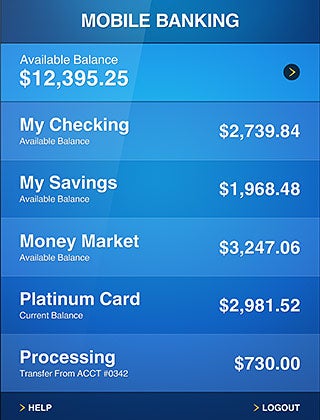 MOBILE BANKING
Available Balance
$12,395.25
My Checking
Available Balance
$2,739.84
My Savings
Available Balance
$1,968.48
Money Market
Available Balance
$3,247.06
Platinum Card
Current Balance
$2,981.52
Processing
Transfer From ACCT #0342
$730.00
> HELP
> LOGOUT